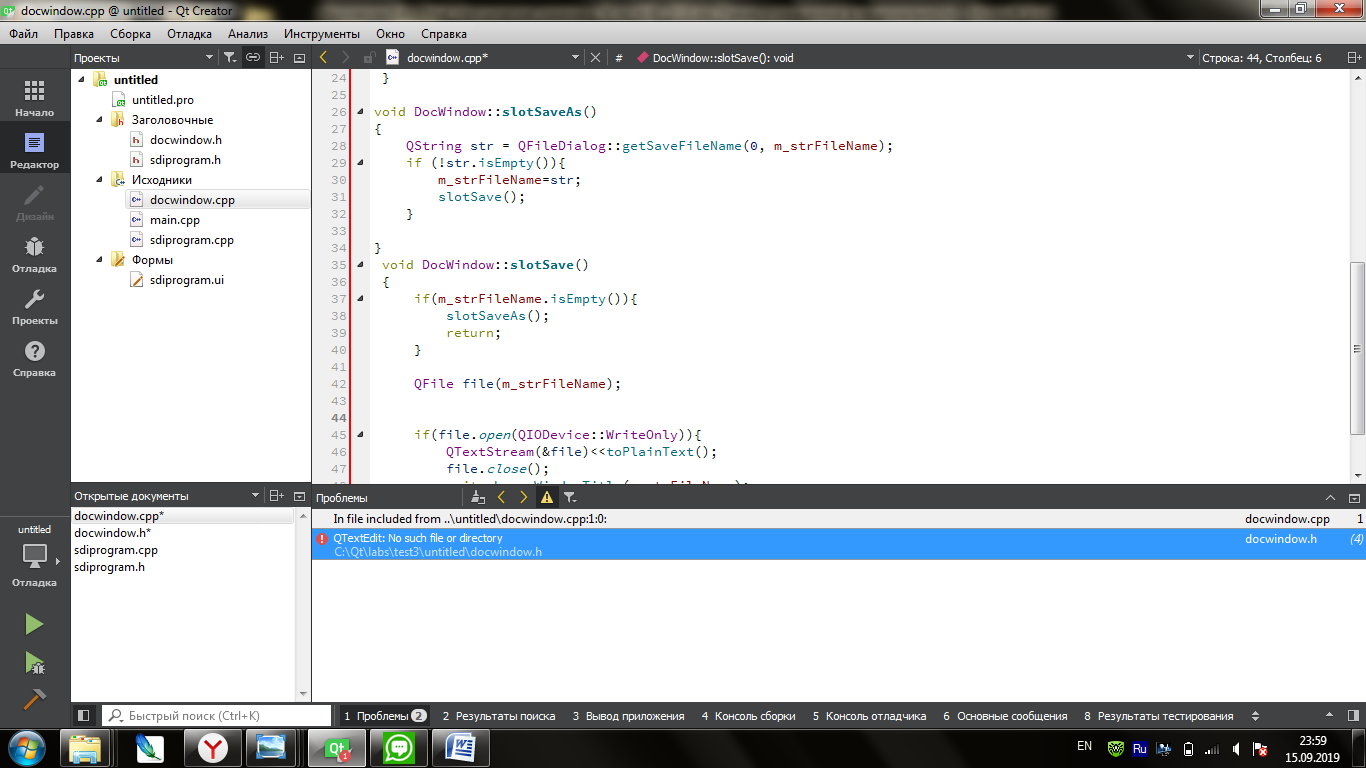 docwindow.cpp @ untitled - Qt Creator
Файл Правка Сборка Отладка Анализ Инструменты Окно Справка
Проекты
docwindow.cpp*
#
DocWindow::slotSave(): void
Строка: 44, Столбец: 6
Начало
Редактор
Дизайн
Отладка
Проекты
Справка
untitled
untitled.pro
Заголовочные
docwindow.h
sdiprogram.h
Исходники
docwindow.cpp
main.cpp
sdiprogram.cpp
Формы
sdiprogram.ui
24 }
25
26 void DocWindow::slotSaveAs()
27 {
28 QString str = QFileDialog::getSaveFileName(0, m_strFileName);
29 if (!str.isEmpty()){
30 m_strFileName=str;
31 slotSave();
32 }
33
34 }
35 void DocWindow::slotSave()
36 {
37 if(m_strFileName.isEmpty()){
38 slotSaveAs();
39 return;
40 }
41
42 QFile file(m_strFileName);
43
44
45 if(file.open(QIODevice::WriteOnly)){
46 QTextStream(&file)<<toPlainText();
47 file.close();
Открытые документы
docwindow.cpp*
docwindow.h*
sdiprogram.cpp
sdiprogram.h
Проблемы
In file included from ..\untitled\docwindow.cpp:1:0: docwindow.cpp 1
QTextEdit: No such file or directory docwindow.h (4)
C:\Qt\labs\test3\untitled\docwindow.h
untitled
Отладка
Быстрый поиск (Ctrl+K)
1 Проблемы 2
2 Результаты поиска
3 Вывод приложения
4 Консоль сборки
5 Консоль отладчика
6 Основные сообщения
8 Результаты тестирования
EN
Ru
23:59
15.09.2019